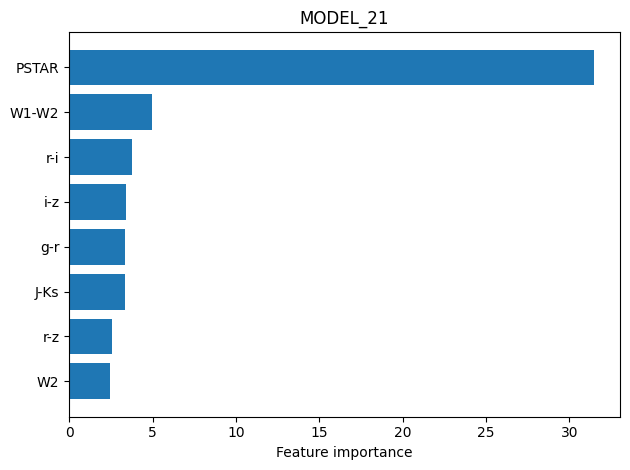 MODEL_21
PSTAR
W1-W2
r-i
i-z
g-r
J-Ks
r-z
W2
0 5 10 15 20 25 30
Feature importance